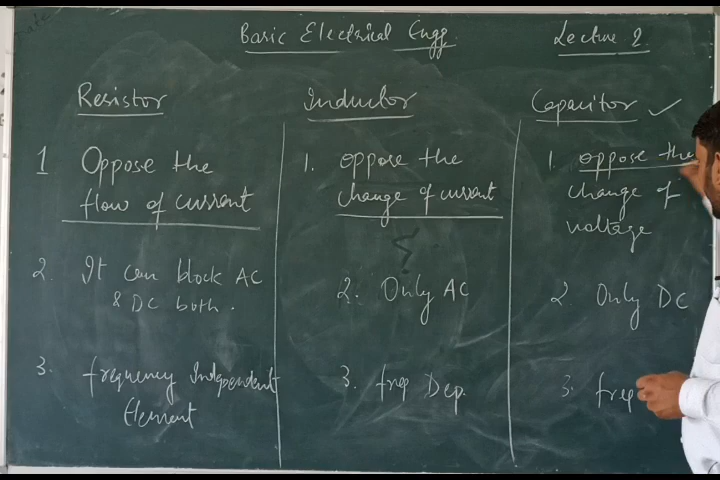 Basic Electrical Engg.
Lecture 2.
Resistor
1 Oppose the
flow of current
2. It can block AC
& DC both.
3. frequency Independent
Element
Inductor
1. oppose the
change of current
2. Only AC
3. freq Dep.
Capacitor ✓
1. oppose the
change of
voltage
2. Only DC
3. freq